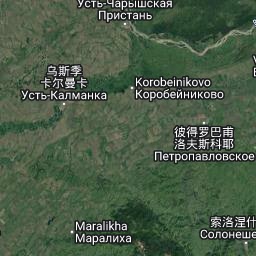 Усть-Чарышская
Пристань
乌斯季
卡尔曼卡
Усть-Калманка
Korobeinikovo
Коробейниково
彼得罗巴甫
洛夫斯科耶
Петропавловское
Maralikha
Маралиха
索洛涅什
Солонеше